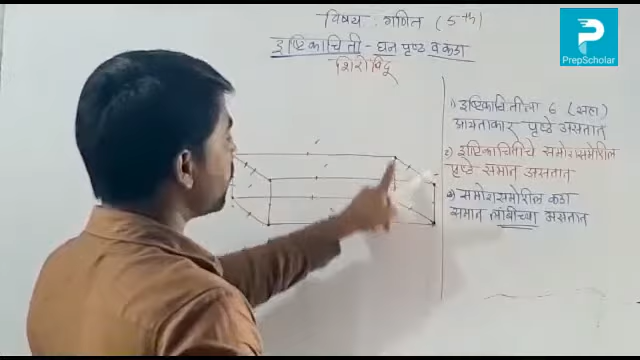 विषय : गणित (5th)
इष्टिकाचिती - घन पृष्ठ व कडा
शिरोबिंदू
PrepScholar
1) इष्टिकाचितीला 6 (सहा)
आयताकार पृष्ठे असतात
2) इष्टिकाचितीचे समोरासमोरील
पृष्ठे समान असतात
3) समोरासमोरील कडा
समान लांबीच्या असतात